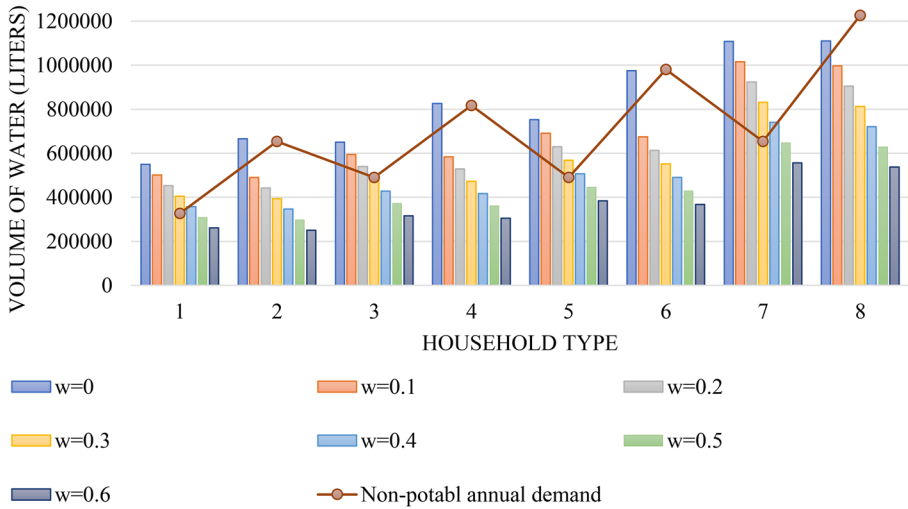 VOLUME OF WATER (LITERS)
1200000
1000000
800000
600000
400000
200000
0
1 2 3 4 5 6 7 8
HOUSEHOLD TYPE
w=0 w=0.1 w=0.2
w=0.3 w=0.4 w=0.5
w=0.6 Non-potabl annual demand